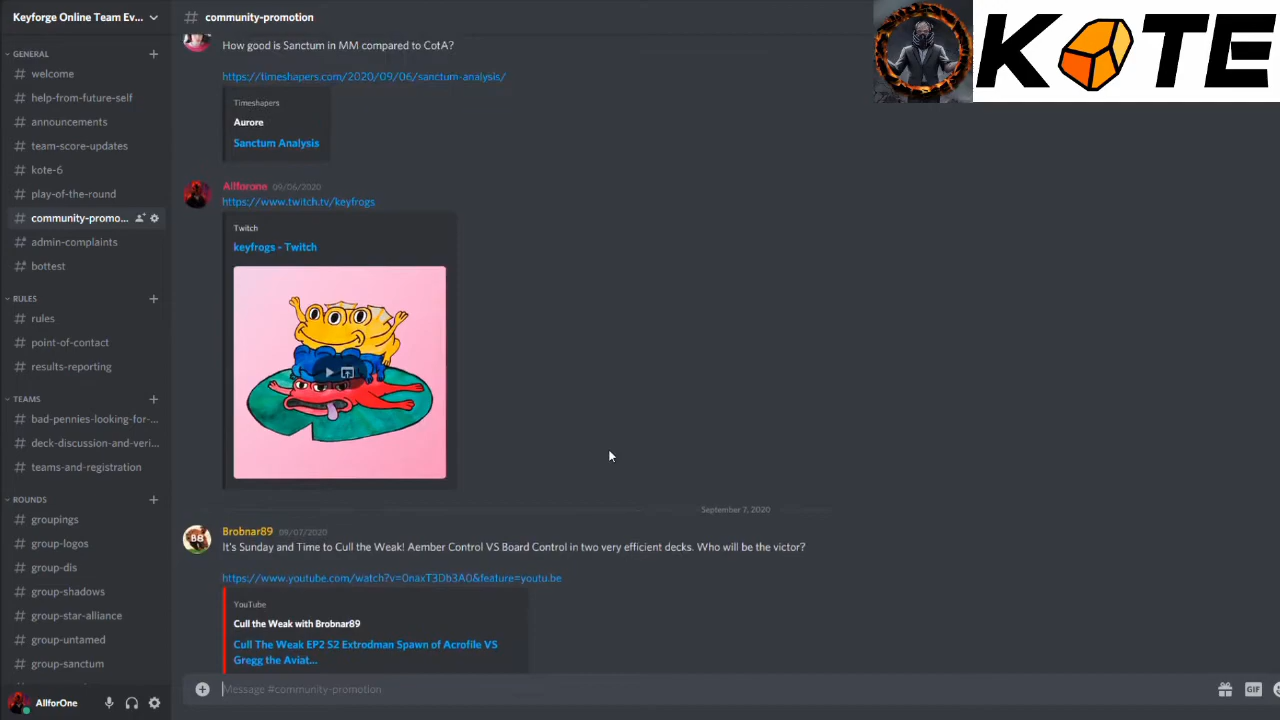 Keyforge Online Team Ev...
# community-promotion
KOTE
GENERAL
# welcome
# help-from-future-self
# announcements
# team-score-updates
# kote-6
# play-of-the-round
# community-promo...
# admin-complaints
# bottest
RULES
# rules
# point-of-contact
# results-reporting
TEAMS
# bad-pennies-looking-for-...
# deck-discussion-and-veri...
# teams-and-registration
ROUNDS
# groupings
# group-logos
# group-dis
# group-shadows
# group-star-alliance
# group-untamed
# group-sanctum
AllforOne
How good is Sanctum in MM compared to CotA?
https://timeshapers.com/2020/09/06/sanctum-analysis/
Timeshapers
Aurore
Sanctum Analysis
Allforone 09/06/2020
https://www.twitch.tv/keyfrogs
Twitch
keyfrogs - Twitch
September 7, 2020
Brobnar89 09/07/2020
BB
It's Sunday and Time to Cull the Weak! Aember Control VS Board Control in two very efficient decks. Who will be the victor?
https://www.youtube.com/watch?v=0naxT3Db3A0&feature=youtu.be
YouTube
Cull the Weak with Brobnar89
Cull The Weak EP2 S2 Extrodman Spawn of Acrofile VS
Gregg the Aviat...
Message #community-promotion
GIF